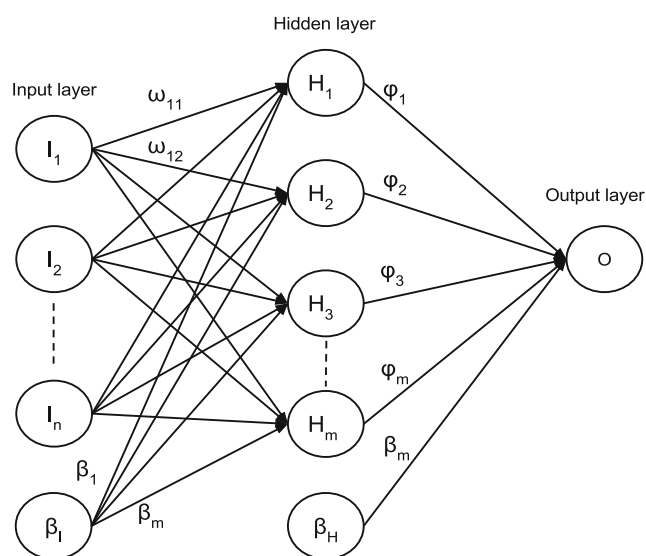 Hidden layer
Input layer
Output layer
ω11
ω12
I1
I2
In
βI
H1
H2
H3
Hm
βH
φ1
φ2
φ3
φm
βm
β1
βm
O